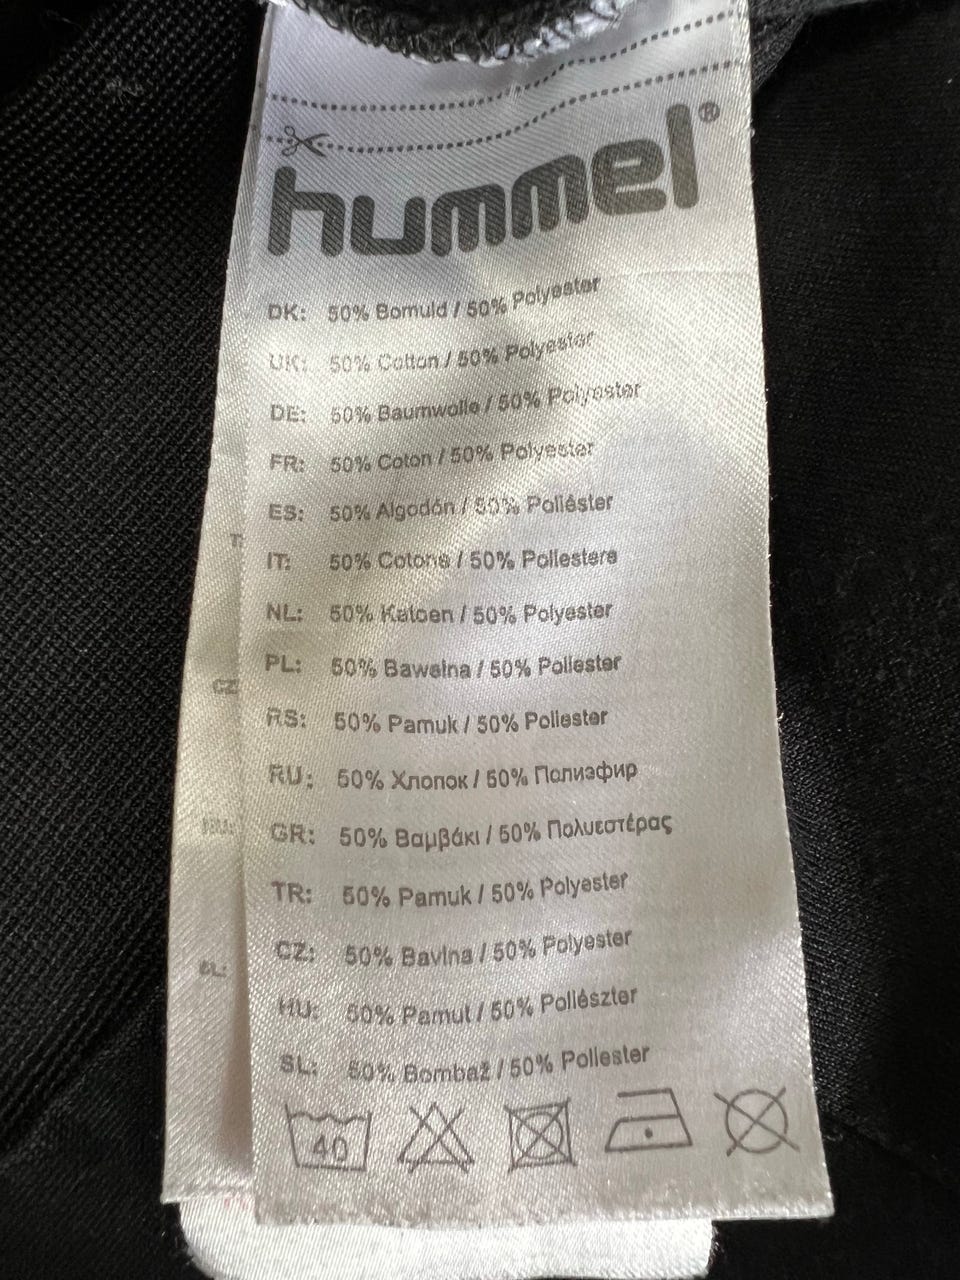 hummel®
DK: 50% Bomuld / 50% Polyester
UK: 50% Cotton / 50% Polyester
DE: 50% Baumwolle / 50% Polyester
FR: 50% Coton / 50% Polyester
ES: 50% Algodón / 50% Poliéster
IT: 50% Cotone / 50% Poliestere
NL: 50% Katoen / 50% Polyester
PL: 50% Bawełna / 50% Poliester
RS: 50% Pamuk / 50% Poliester
RU: 50% Хлопок / 50% Полиэфир
GR: 50% Βαμβάκι / 50% Πολυεστέρας
TR: 50% Pamuk / 50% Polyester
CZ: 50% Bavlna / 50% Polyester
HU: 50% Pamut / 50% Poliészter
SL: 50% Bombaž / 50% Poliester
40
CZ